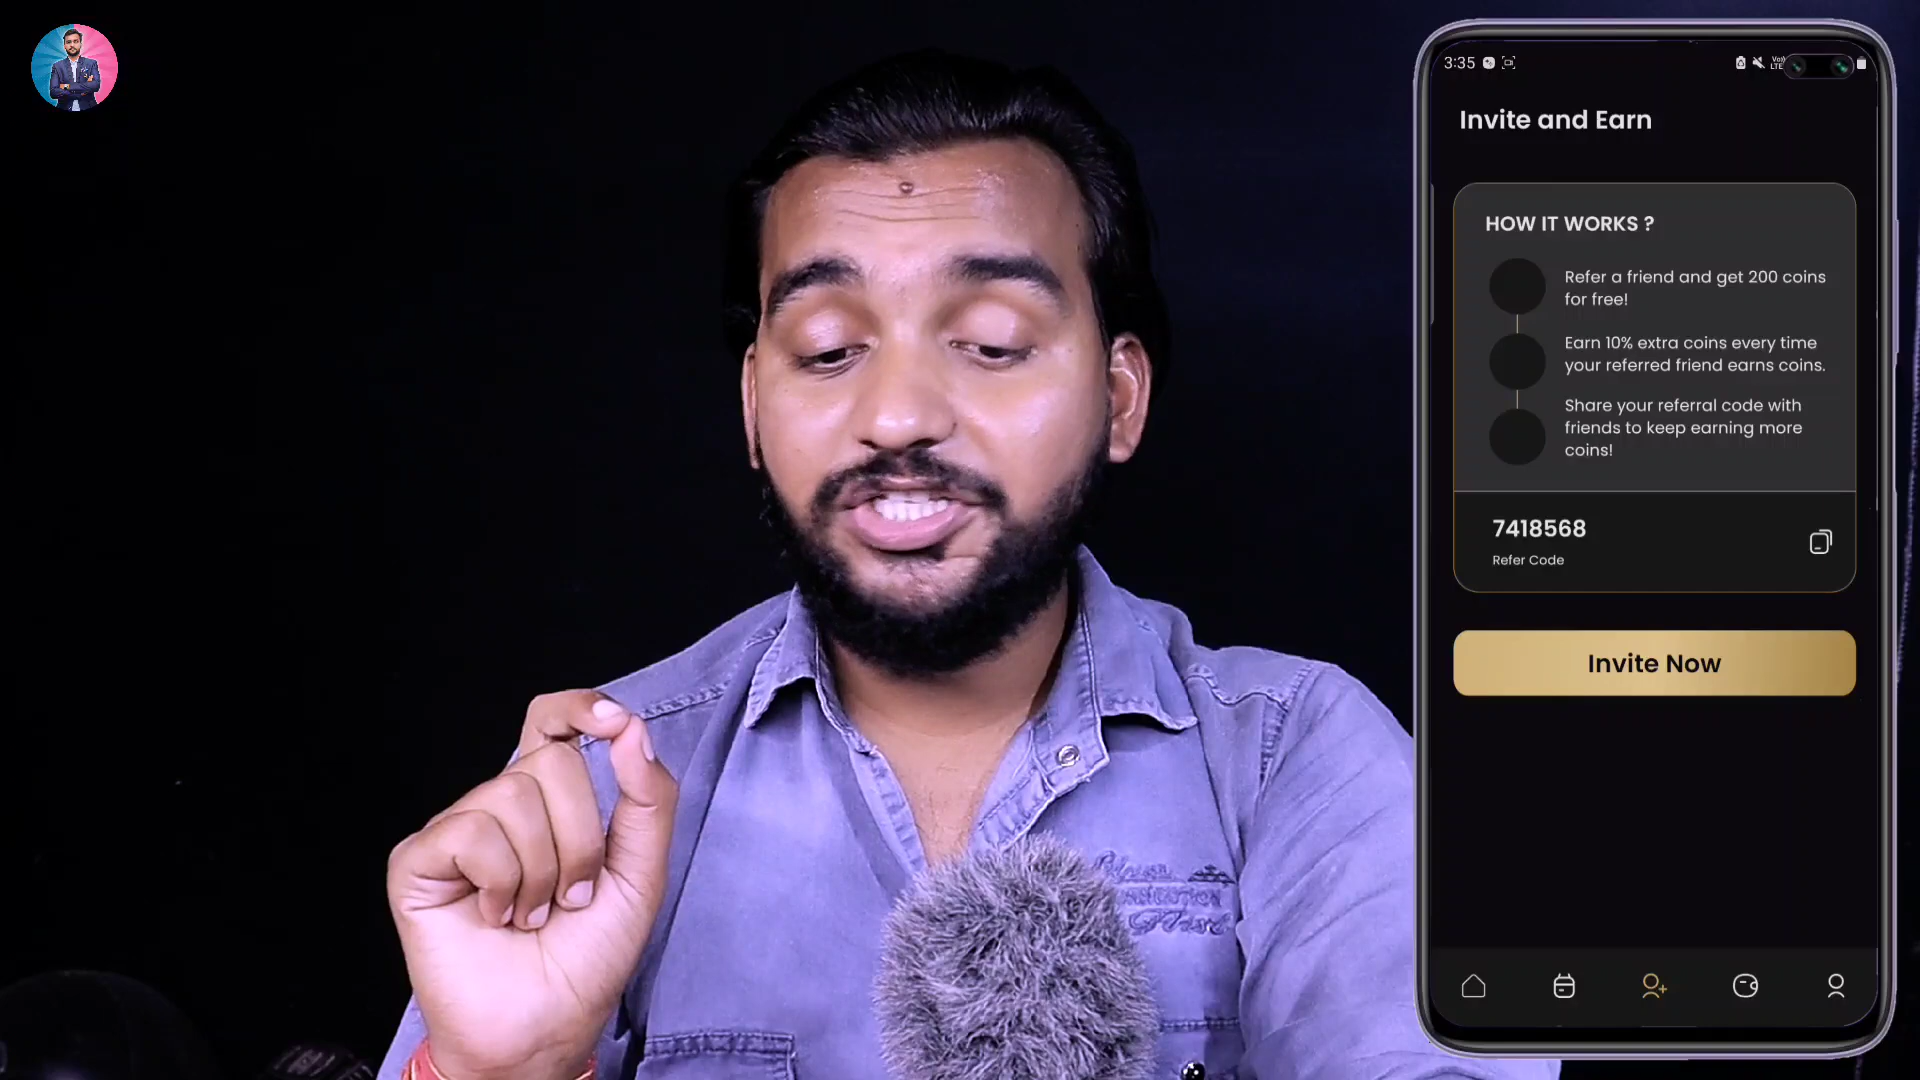 3:35
Vo)
LTE
Invite and Earn
HOW IT WORKS ?
Refer a friend and get 200 coins
for free!
Earn 10% extra coins every time
your referred friend earns coins.
Share your referral code with
friends to keep earning more
coins!
7418568
Refer Code
Invite Now